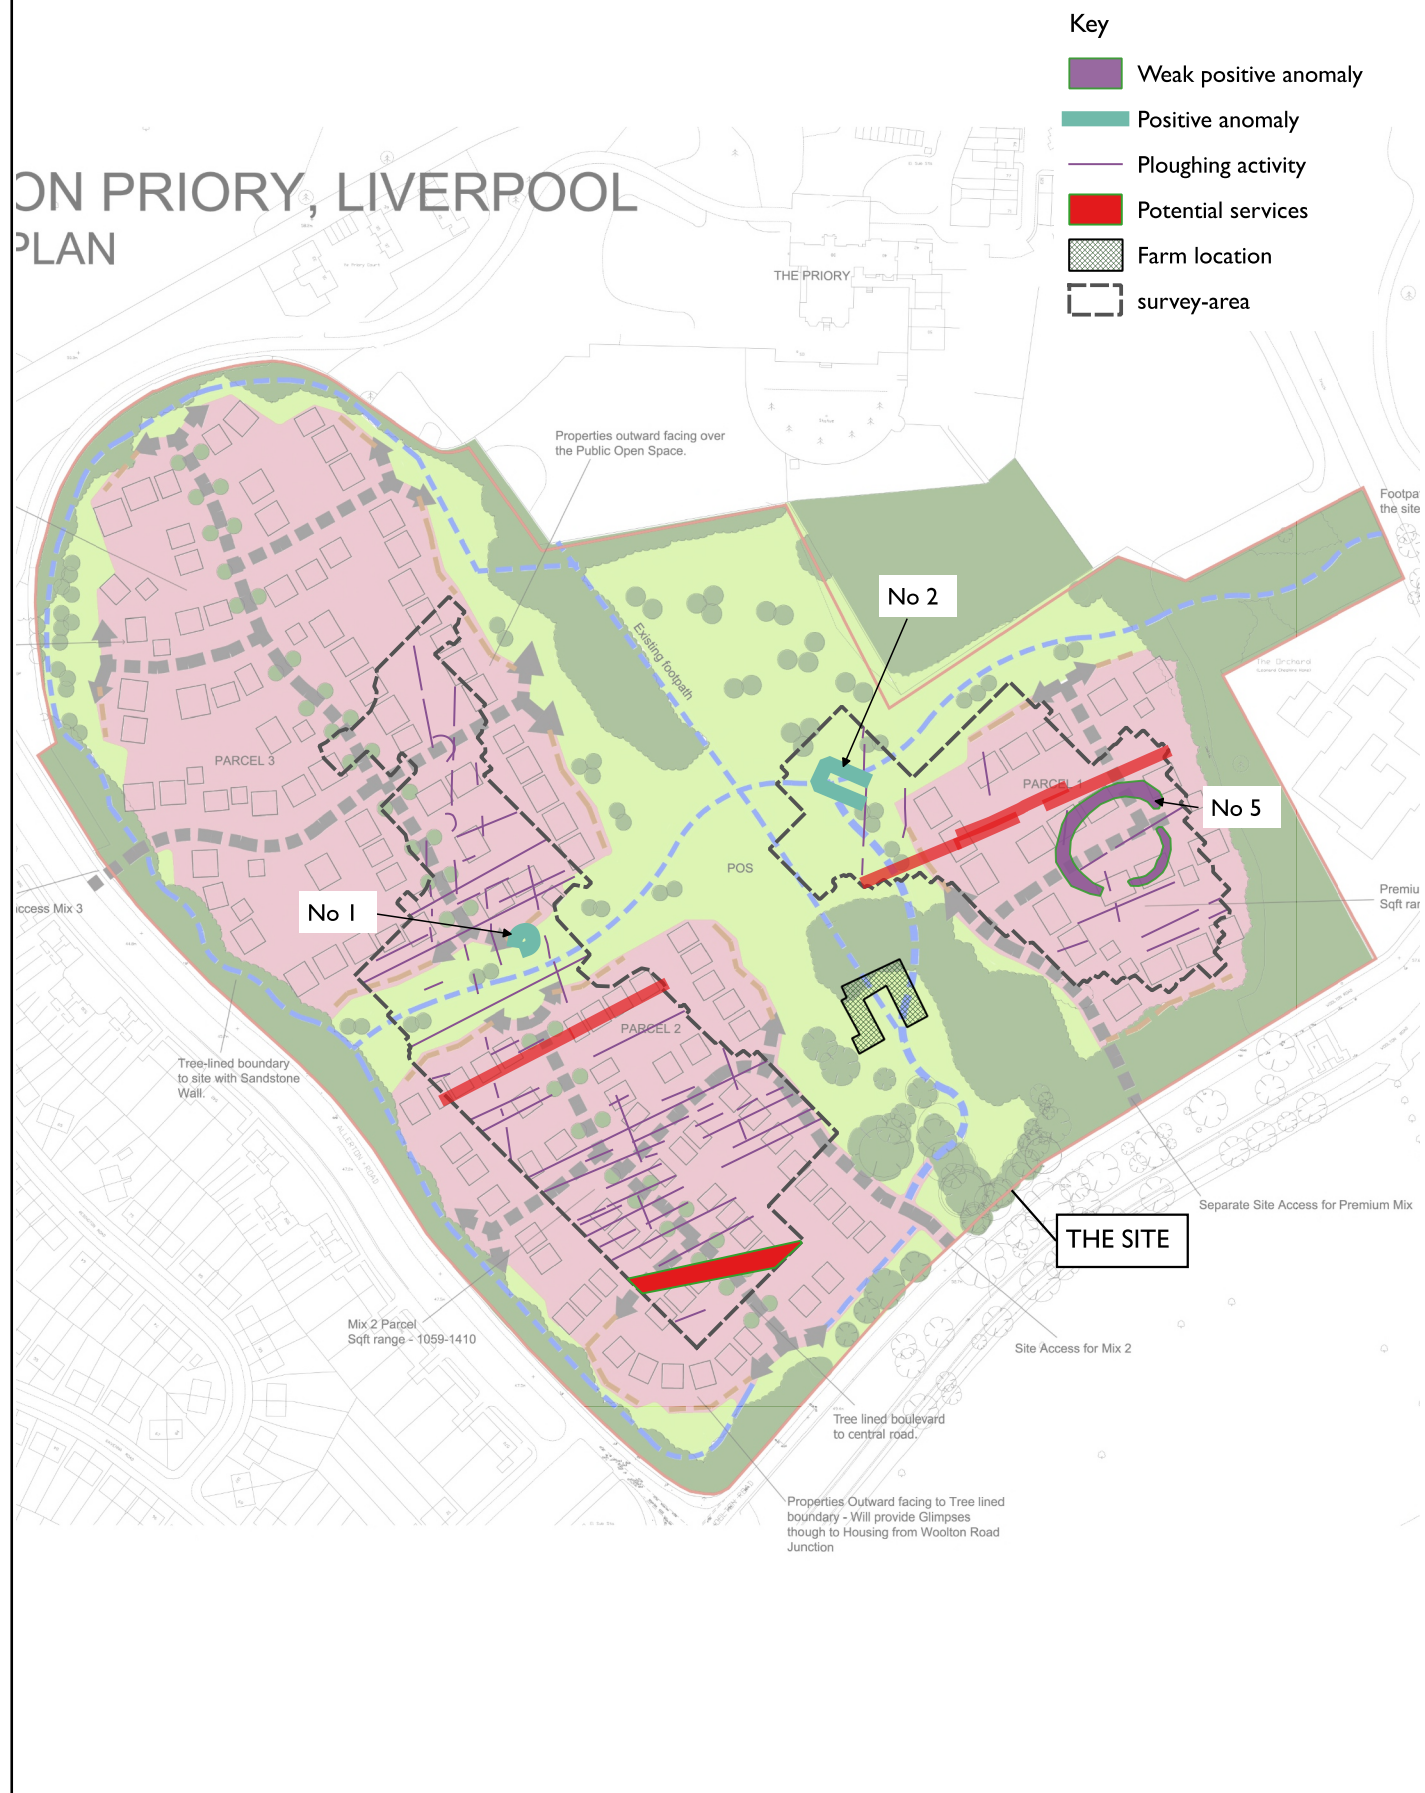 Key
Weak positive anomaly
Positive anomaly
Ploughing activity
Potential services
Farm location
survey-area
ON PRIORY, LIVERPOOL
PLAN
THE PRIORY
Properties outward facing over
the Public Open Space.
Footpa
the site
No 2
Existing footpath
The Orchard
PARCEL 3
PARCEL 1
No 5
POS
No 1
ccess Mix 3
Premiu
Sqft ran
PARCEL 2
Tree-lined boundary
to site with Sandstone
Wall.
ALLERTON ROAD
Separate Site Access for Premium Mix
THE SITE
Mix 2 Parcel
Sqft range - 1059-1410
Site Access for Mix 2
Tree lined boulevard
to central road.
Properties Outward facing to Tree lined
boundary - Will provide Glimpses
though to Housing from Woolton Road
Junction